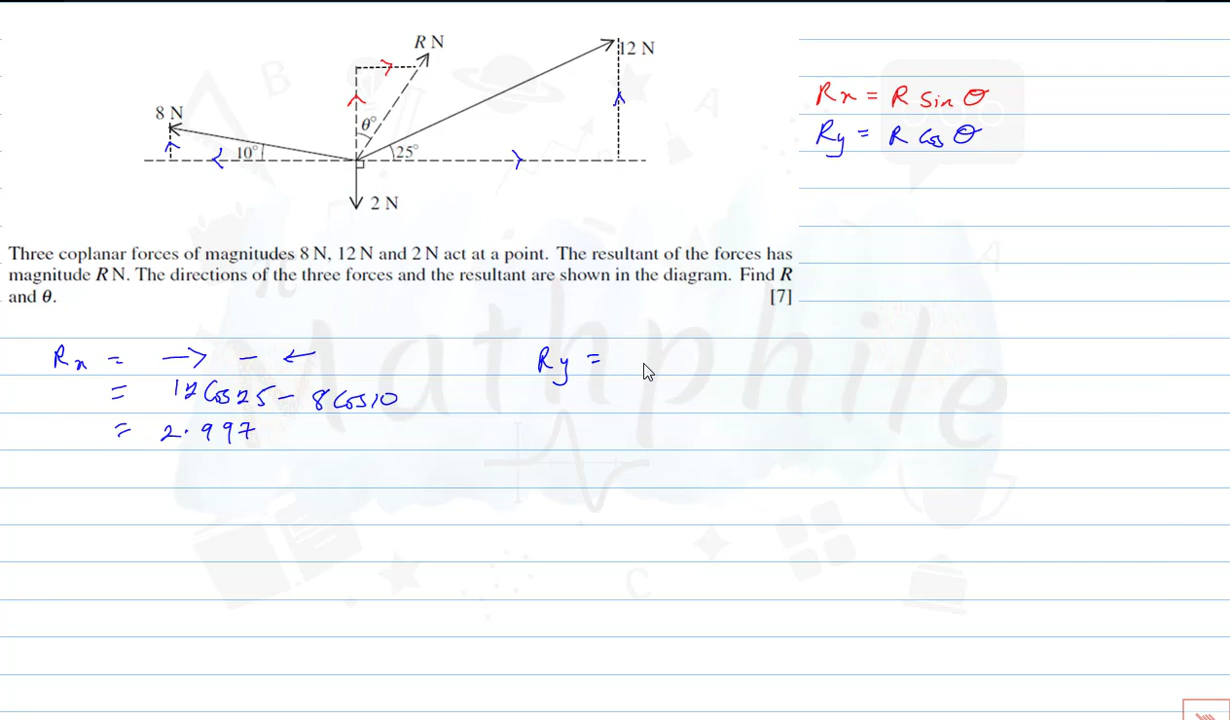 R N
12 N
8 N
θ°
10°
25°
2 N
Rx = R sin θ
Ry = R cos θ
Three coplanar forces of magnitudes 8 N, 12 N and 2 N act at a point. The resultant of the forces has
magnitude R N. The directions of the three forces and the resultant are shown in the diagram. Find R
and θ. [7]
Rx = → - ←
= 12 Cos 25 - 8 Cos 10
= 2.997
Ry =
Mathphile
B
A
A
C